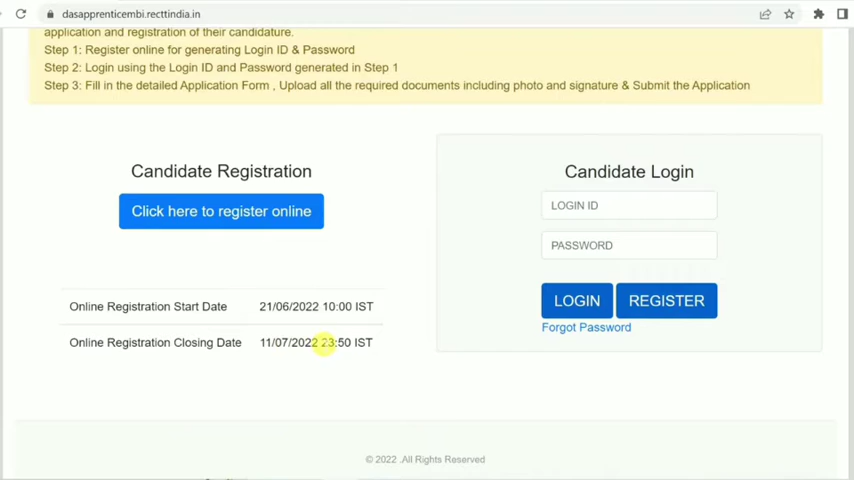 dasapprenticembi.recttindia.in
application and registration of their candidature.
Step 1: Register online for generating Login ID & Password
Step 2: Login using the Login ID and Password generated in Step 1
Step 3: Fill in the detailed Application Form , Upload all the required documents including photo and signature & Submit the Application
Candidate Registration
Click here to register online
Online Registration Start Date 21/06/2022 10:00 IST
Online Registration Closing Date 11/07/2022 23:50 IST
Candidate Login
LOGIN ID
PASSWORD
LOGIN REGISTER
Forgot Password
© 2022 .All Rights Reserved